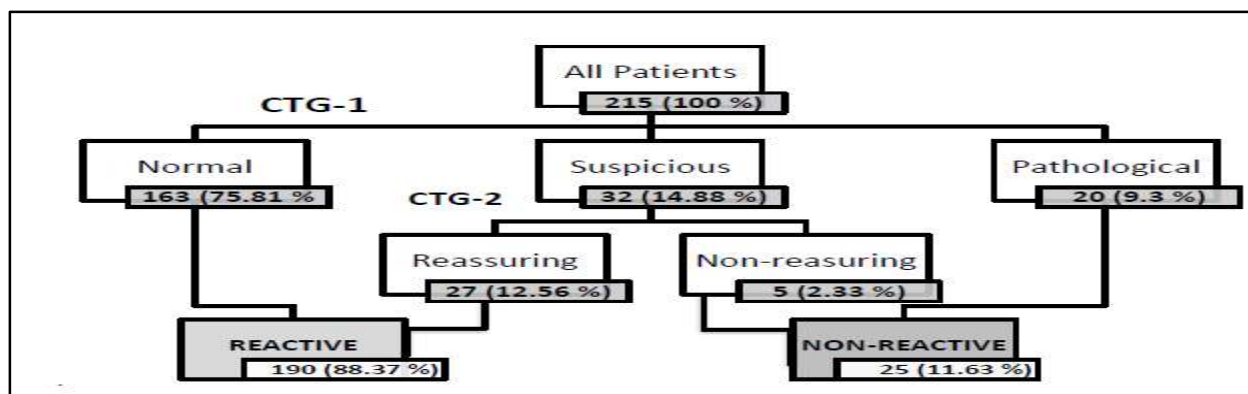 All Patients
215 (100 %)
CTG-1
Normal
163 (75.81 %
Suspicious
32 (14.88 %)
Pathological
20 (9.3 %)
CTG-2
Reassuring
27 (12.56 %)
Non-reasuring
5 (2.33 %)
REACTIVE
190 (88.37 %)
NON-REACTIVE
25 (11.63 %)